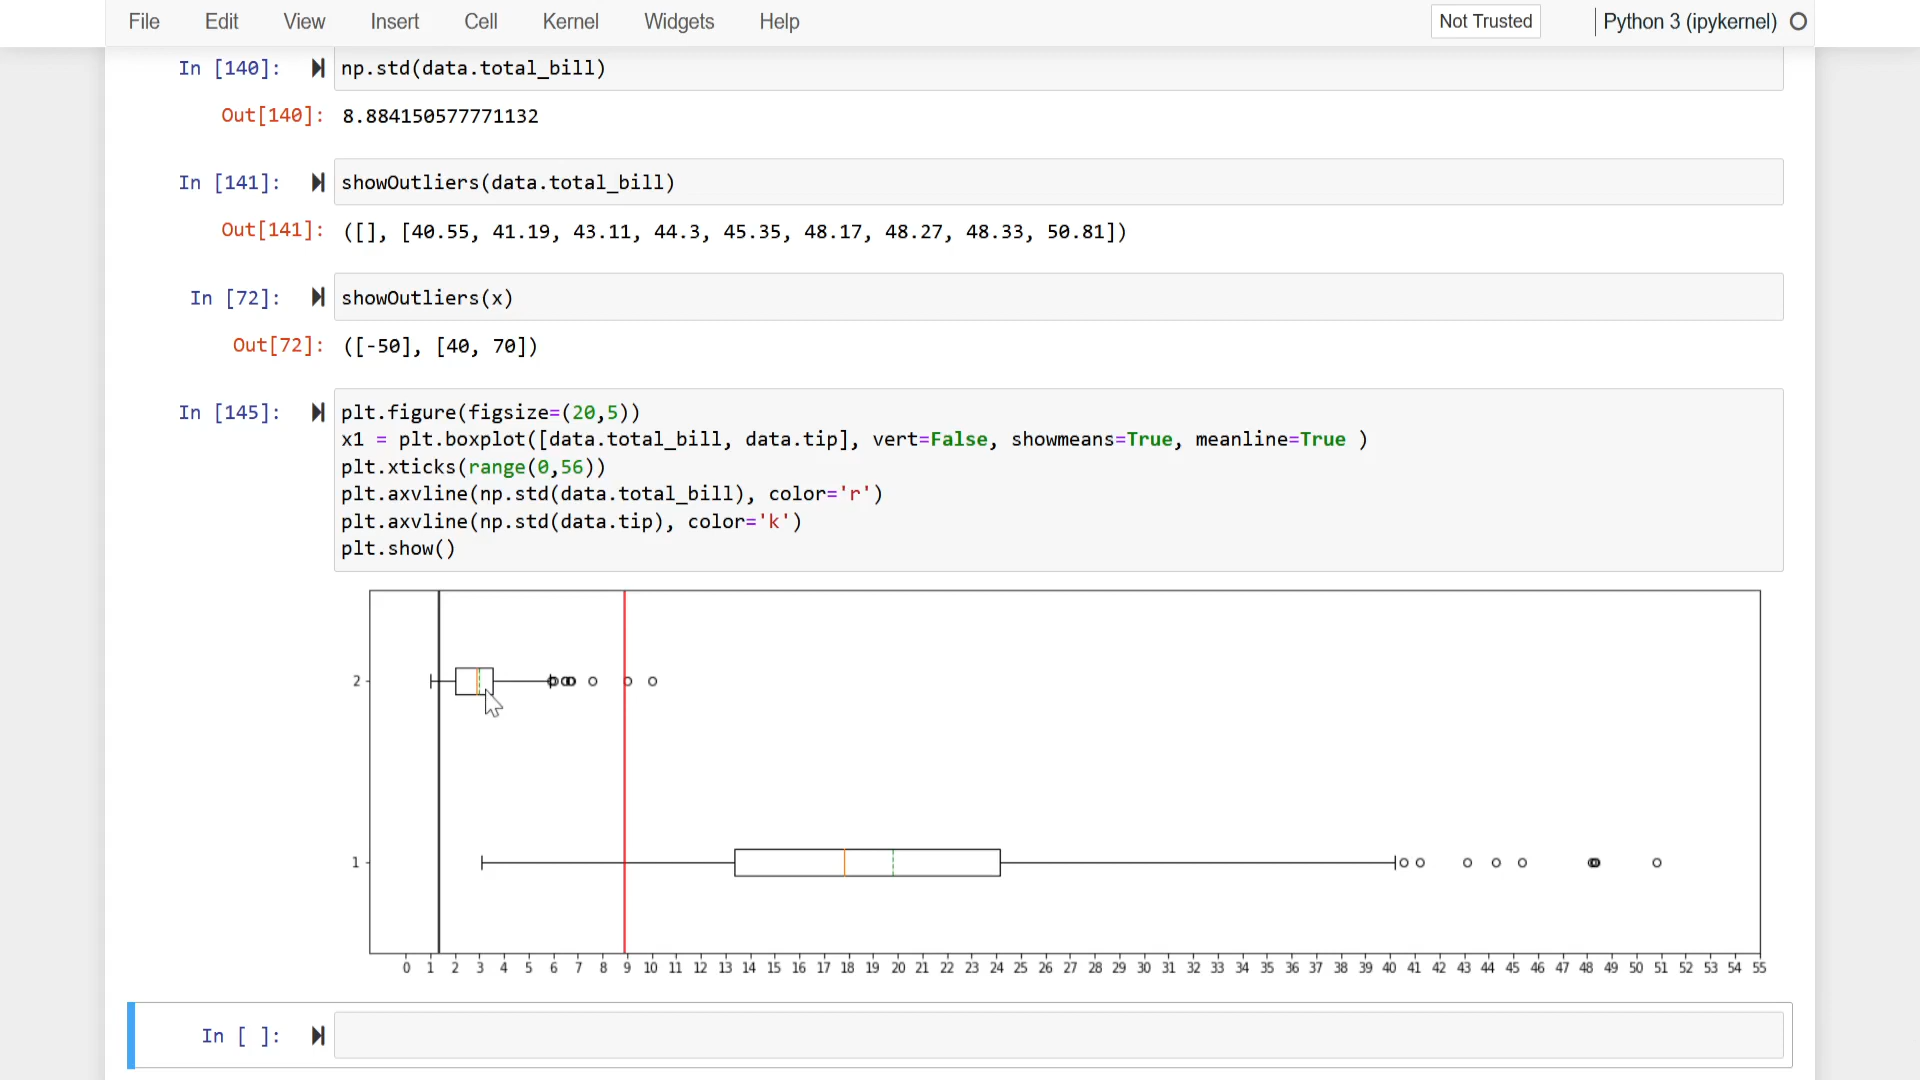 File Edit View Insert Cell Kernel Widgets Help Not Trusted Python 3 (ipykernel)
In [140]: np.std(data.total_bill)
Out[140]: 8.884150577771132
In [141]: showOutliers(data.total_bill)
Out[141]: ([], [40.55, 41.19, 43.11, 44.3, 45.35, 48.17, 48.27, 48.33, 50.81])
In [72]: showOutliers(x)
Out[72]: ([-50], [40, 70])
In [145]: plt.figure(figsize=(20,5))
x1 = plt.boxplot([data.total_bill, data.tip], vert=False, showmeans=True, meanline=True )
plt.xticks(range(0,56))
plt.axvline(np.std(data.total_bill), color='r')
plt.axvline(np.std(data.tip), color='k')
plt.show()
2
1
0 1 2 3 4 5 6 7 8 9 10 11 12 13 14 15 16 17 18 19 20 21 22 23 24 25 26 27 28 29 30 31 32 33 34 35 36 37 38 39 40 41 42 43 44 45 46 47 48 49 50 51 52 53 54 55
In [ ]: